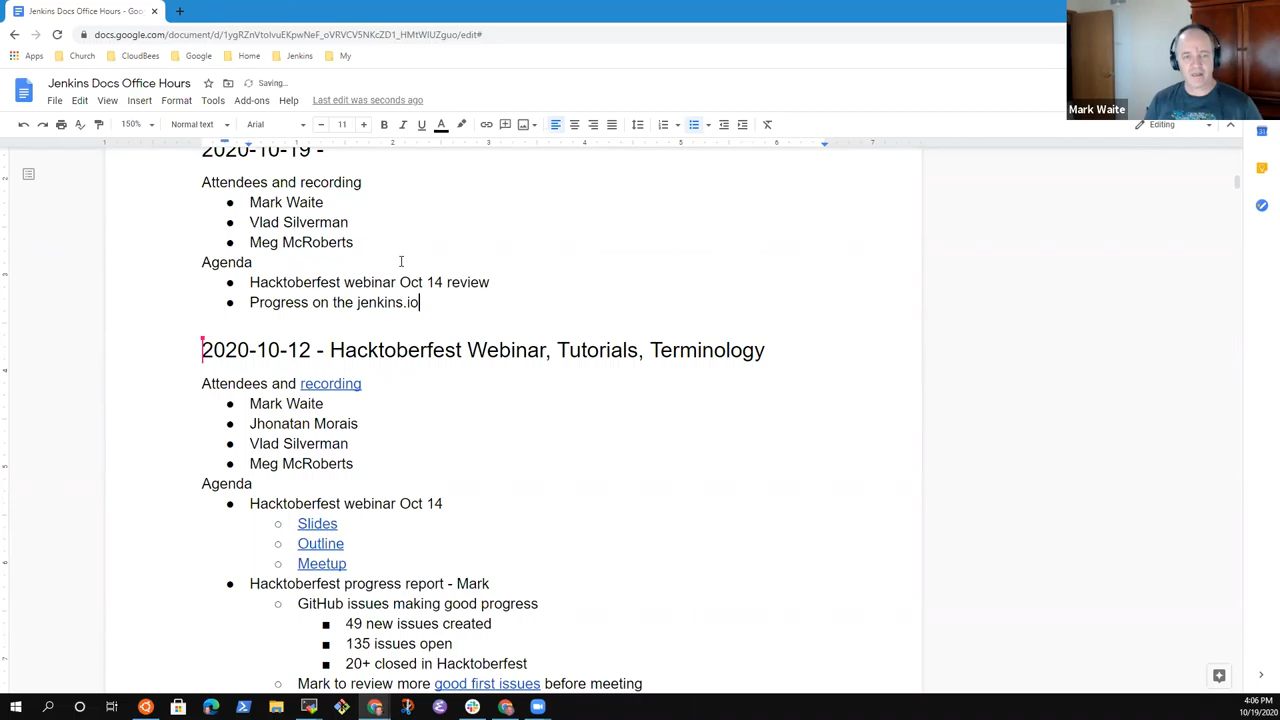 Jenkins Docs Office Hours - Goo
docs.google.com/document/d/1ygRZnVtoIvuEKpwNeF_oVRVCV5NKcZD1_HMtWIUZguo/edit#
Apps Church CloudBees Google Home Jenkins My
Jenkins Docs Office Hours Saving...
File Edit View Insert Format Tools Add-ons Help Last edit was seconds ago
150% Normal text Arial 11 Editing
Mark Waite
2020-10-19 -
Attendees and recording
Mark Waite
Vlad Silverman
Meg McRoberts
Agenda
Hacktoberfest webinar Oct 14 review
Progress on the jenkins.io
2020-10-12 - Hacktoberfest Webinar, Tutorials, Terminology
Attendees and recording
Mark Waite
Jhonatan Morais
Vlad Silverman
Meg McRoberts
Agenda
Hacktoberfest webinar Oct 14
Slides
Outline
Meetup
Hacktoberfest progress report - Mark
GitHub issues making good progress
49 new issues created
135 issues open
20+ closed in Hacktoberfest
Mark to review more good first issues before meeting
4:06 PM
10/19/2020